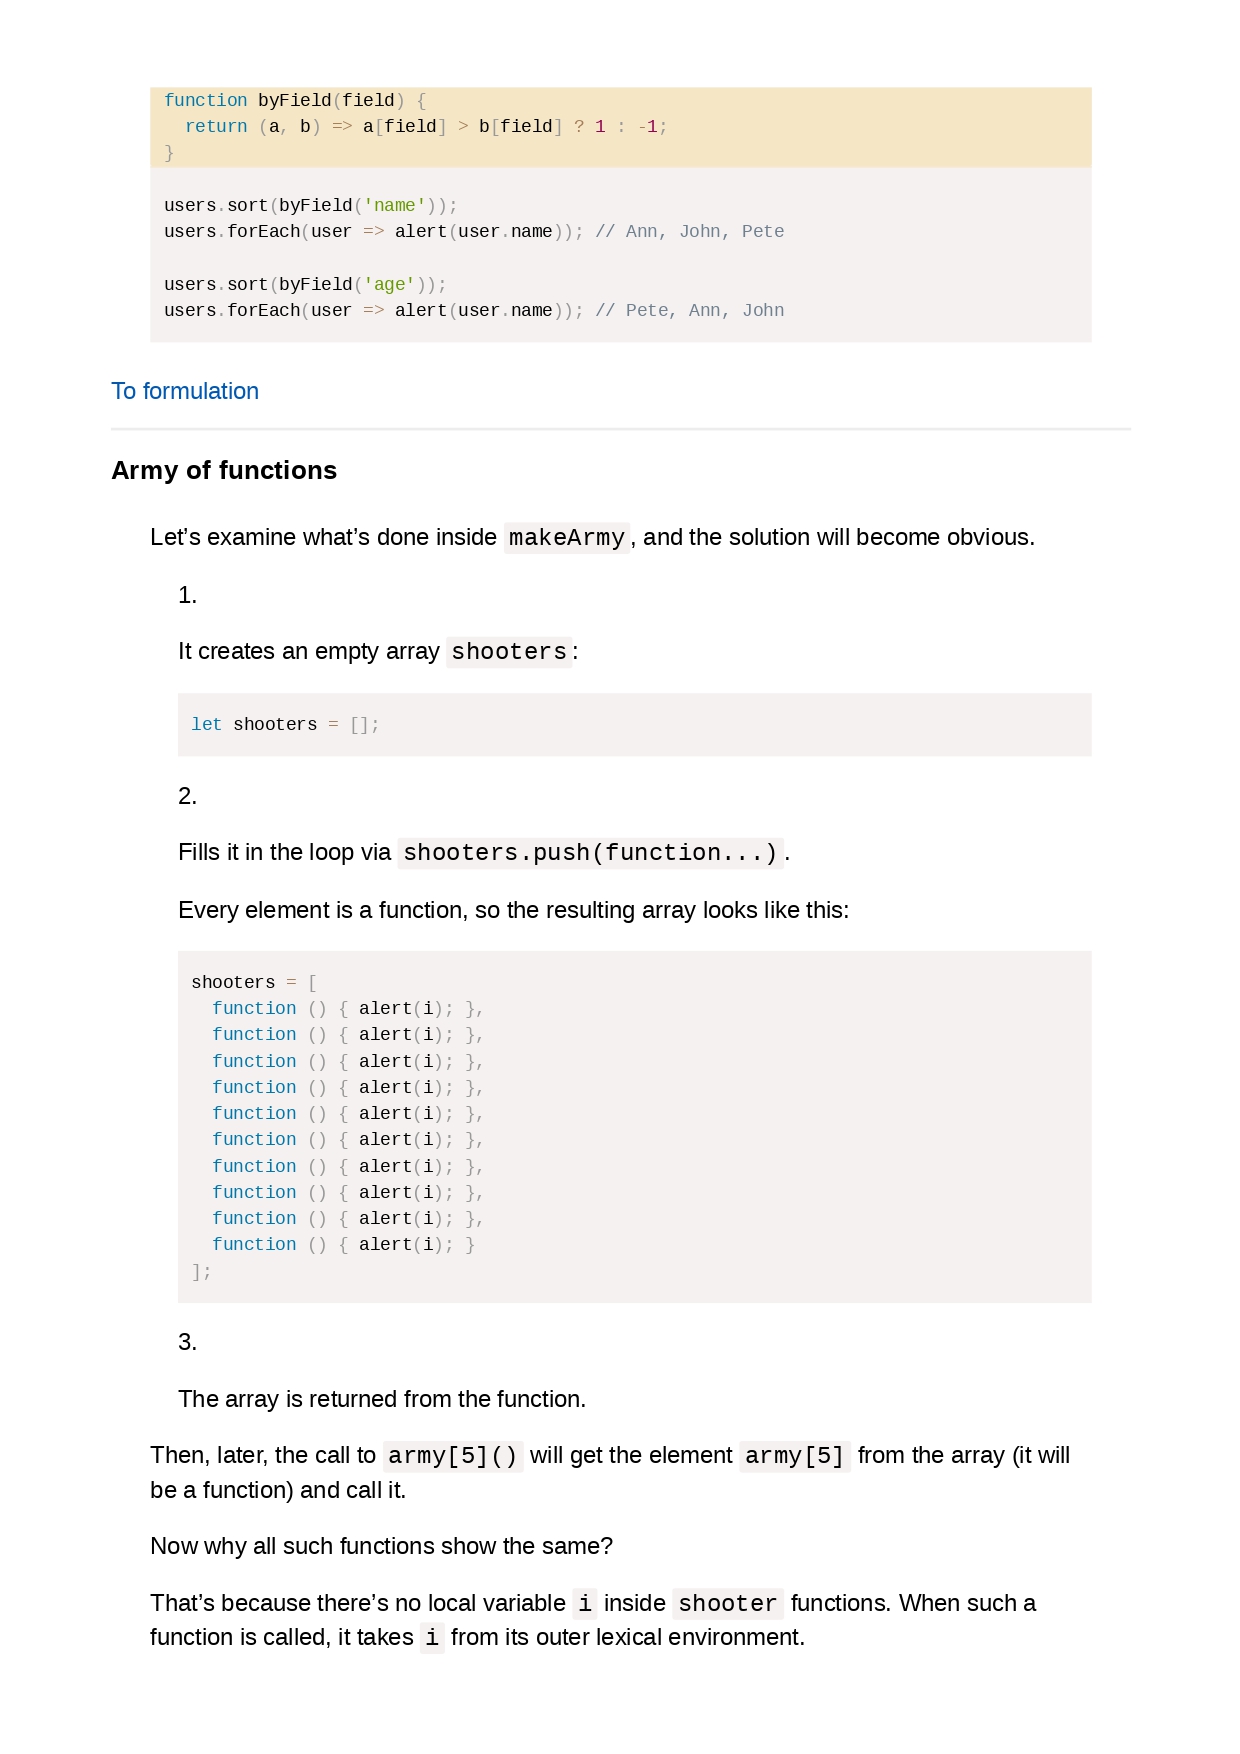 function byField(field) {
  return (a, b) => a[field] > b[field] ? 1 : -1;
}
users.sort(byField('name'));
users.forEach(user => alert(user.name)); // Ann, John, Pete
users.sort(byField('age'));
users.forEach(user => alert(user.name)); // Pete, Ann, John
To formulation
Army of functions
Let’s examine what’s done inside makeArmy, and the solution will become obvious.
1.
It creates an empty array shooters:
let shooters = [];
2.
Fills it in the loop via shooters.push(function...).
Every element is a function, so the resulting array looks like this:
shooters = [
  function () { alert(i); },
  function () { alert(i); },
  function () { alert(i); },
  function () { alert(i); },
  function () { alert(i); },
  function () { alert(i); },
  function () { alert(i); },
  function () { alert(i); },
  function () { alert(i); },
  function () { alert(i); }
];
3.
The array is returned from the function.
Then, later, the call to army[5]() will get the element army[5] from the array (it will
be a function) and call it.
Now why all such functions show the same?
That’s because there’s no local variable i inside shooter functions. When such a
function is called, it takes i from its outer lexical environment.